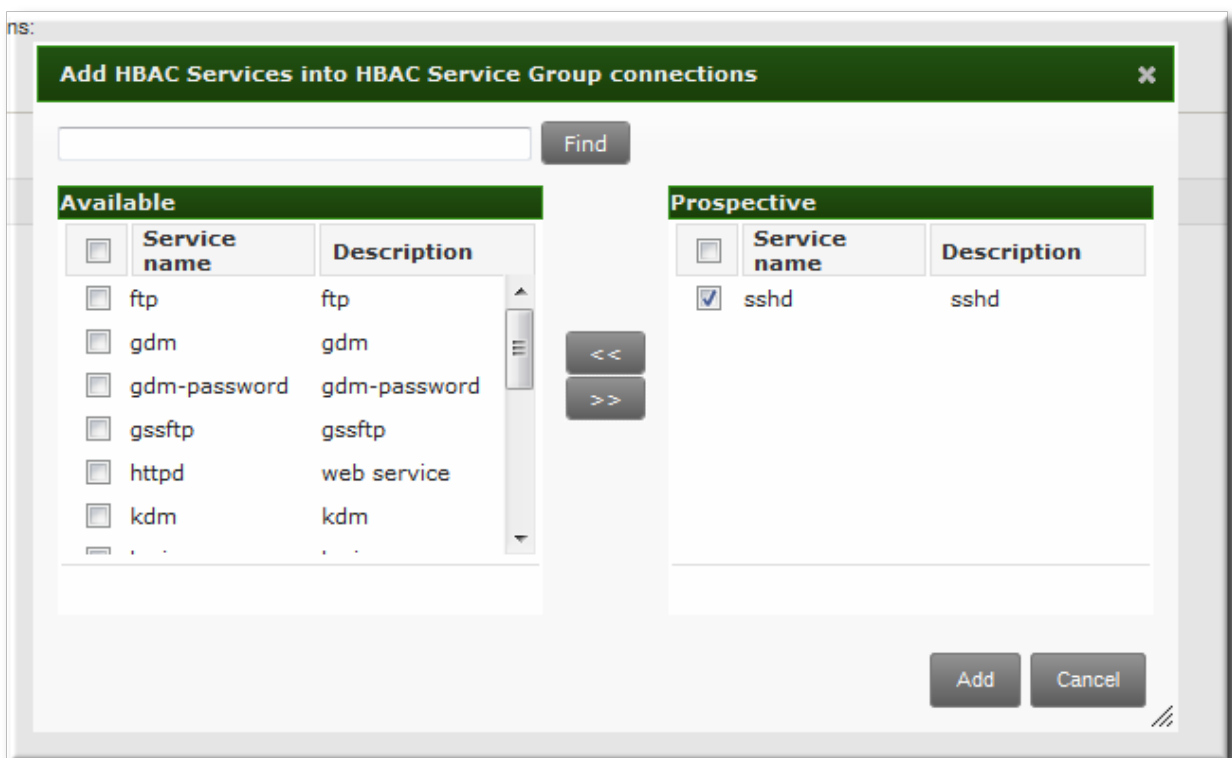 ns:
Add HBAC Services into HBAC Service Group connections
Find
Available
Service name
Description
ftp ftp
gdm gdm
gdm-password gdm-password
gssftp gssftp
httpd web service
kdm kdm
<<
>>
Prospective
Service name
Description
sshd sshd
Add Cancel